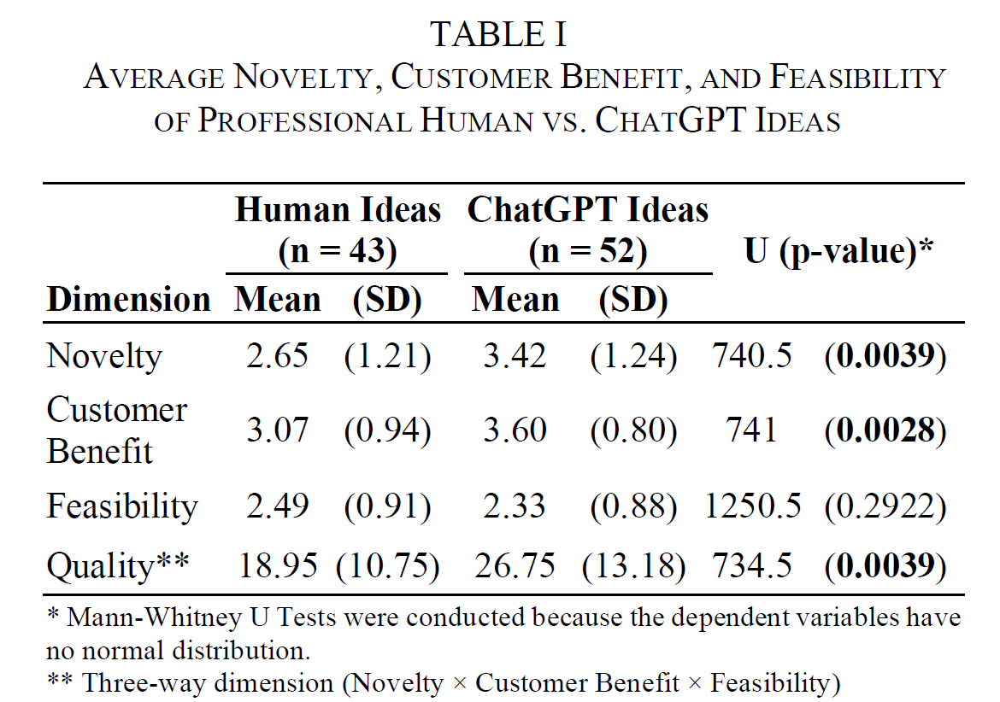 TABLE I
AVERAGE NOVELTY, CUSTOMER BENEFIT, AND FEASIBILITY
OF PROFESSIONAL HUMAN VS. CHATGPT IDEAS
Human Ideas ChatGPT Ideas
(n = 43) (n = 52) U (p-value)*
Dimension Mean (SD) Mean (SD)
Novelty 2.65 (1.21) 3.42 (1.24) 740.5 (0.0039)
Customer
Benefit 3.07 (0.94) 3.60 (0.80) 741 (0.0028)
Feasibility 2.49 (0.91) 2.33 (0.88) 1250.5 (0.2922)
Quality** 18.95 (10.75) 26.75 (13.18) 734.5 (0.0039)
* Mann-Whitney U Tests were conducted because the dependent variables have
no normal distribution.
** Three-way dimension (Novelty × Customer Benefit × Feasibility)